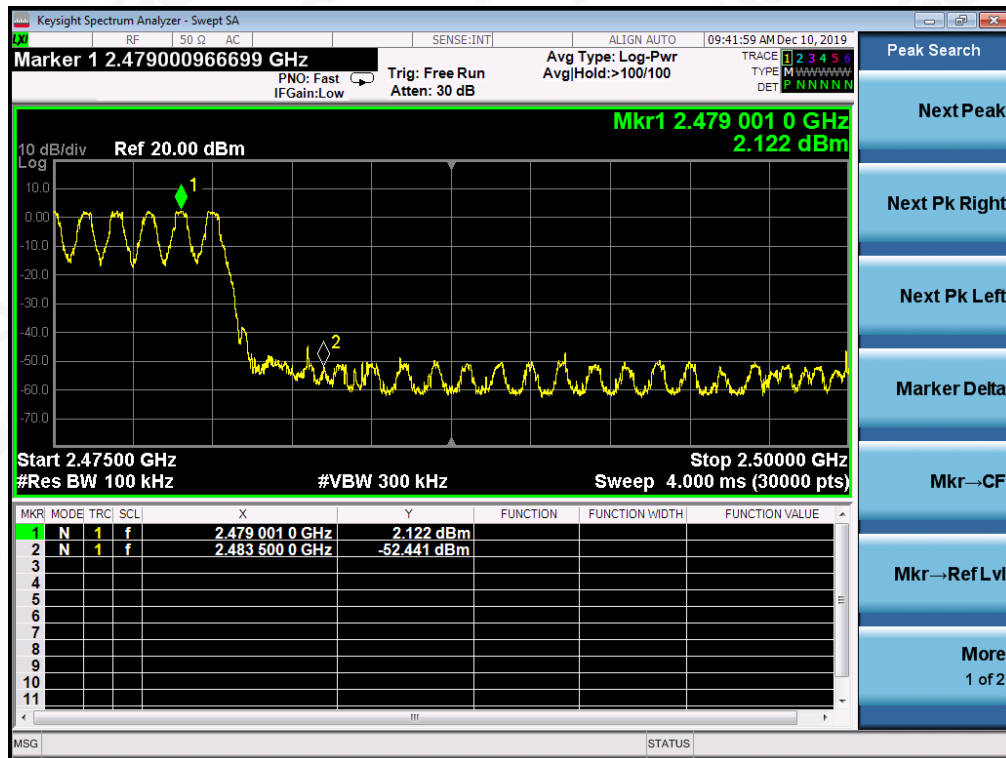 Keysight Spectrum Analyzer - Swept SA
LXI RF 50 Ω AC SENSE:INT ALIGN AUTO 09:41:59 AM Dec 10, 2019
Marker 1 2.479000966699 GHz
PNO: Fast
IFGain:Low
Trig: Free Run
Atten: 30 dB
Avg Type: Log-Pwr
Avg|Hold:>100/100
TRACE 1 2 3 4 5 6
TYPE M WWWWW
DET P N N N N N
Mkr1 2.479 001 0 GHz
2.122 dBm
10 dB/div Ref 20.00 dBm
Log
10.0
0.00
-10.0
-20.0
-30.0
-40.0
-50.0
-60.0
-70.0
1
2
Start 2.47500 GHz Stop 2.50000 GHz
#Res BW 100 kHz #VBW 300 kHz Sweep 4.000 ms (30000 pts)
MKR MODE TRC SCL X Y FUNCTION FUNCTION WIDTH FUNCTION VALUE
1 N 1 f 2.479 001 0 GHz 2.122 dBm
2 N 1 f 2.483 500 0 GHz -52.441 dBm
3
4
5
6
7
8
9
10
11
MSG STATUS
Peak Search
Next Peak
Next Pk Right
Next Pk Left
Marker Delta
Mkr→CF
Mkr→Ref Lvl
More
1 of 2